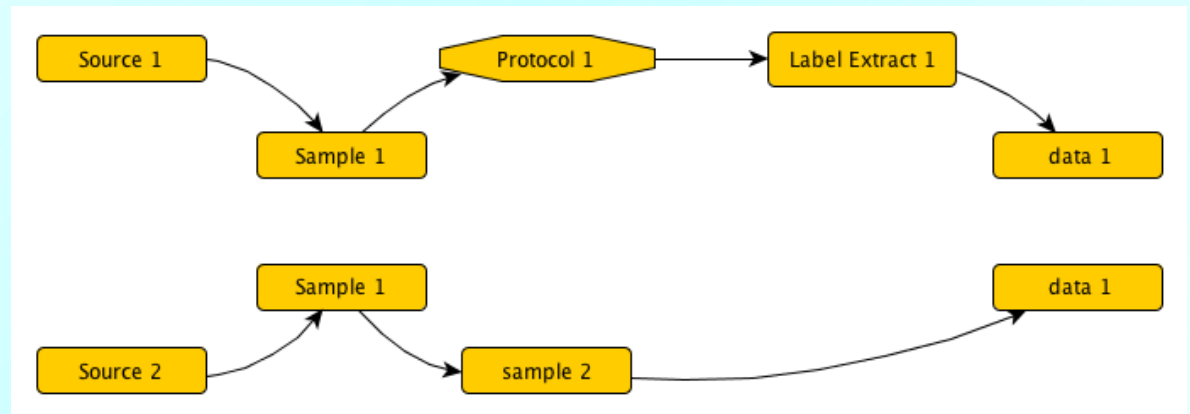 Source 1
Protocol 1
Label Extract 1
Sample 1
data 1
Sample 1
data 1
Source 2
sample 2